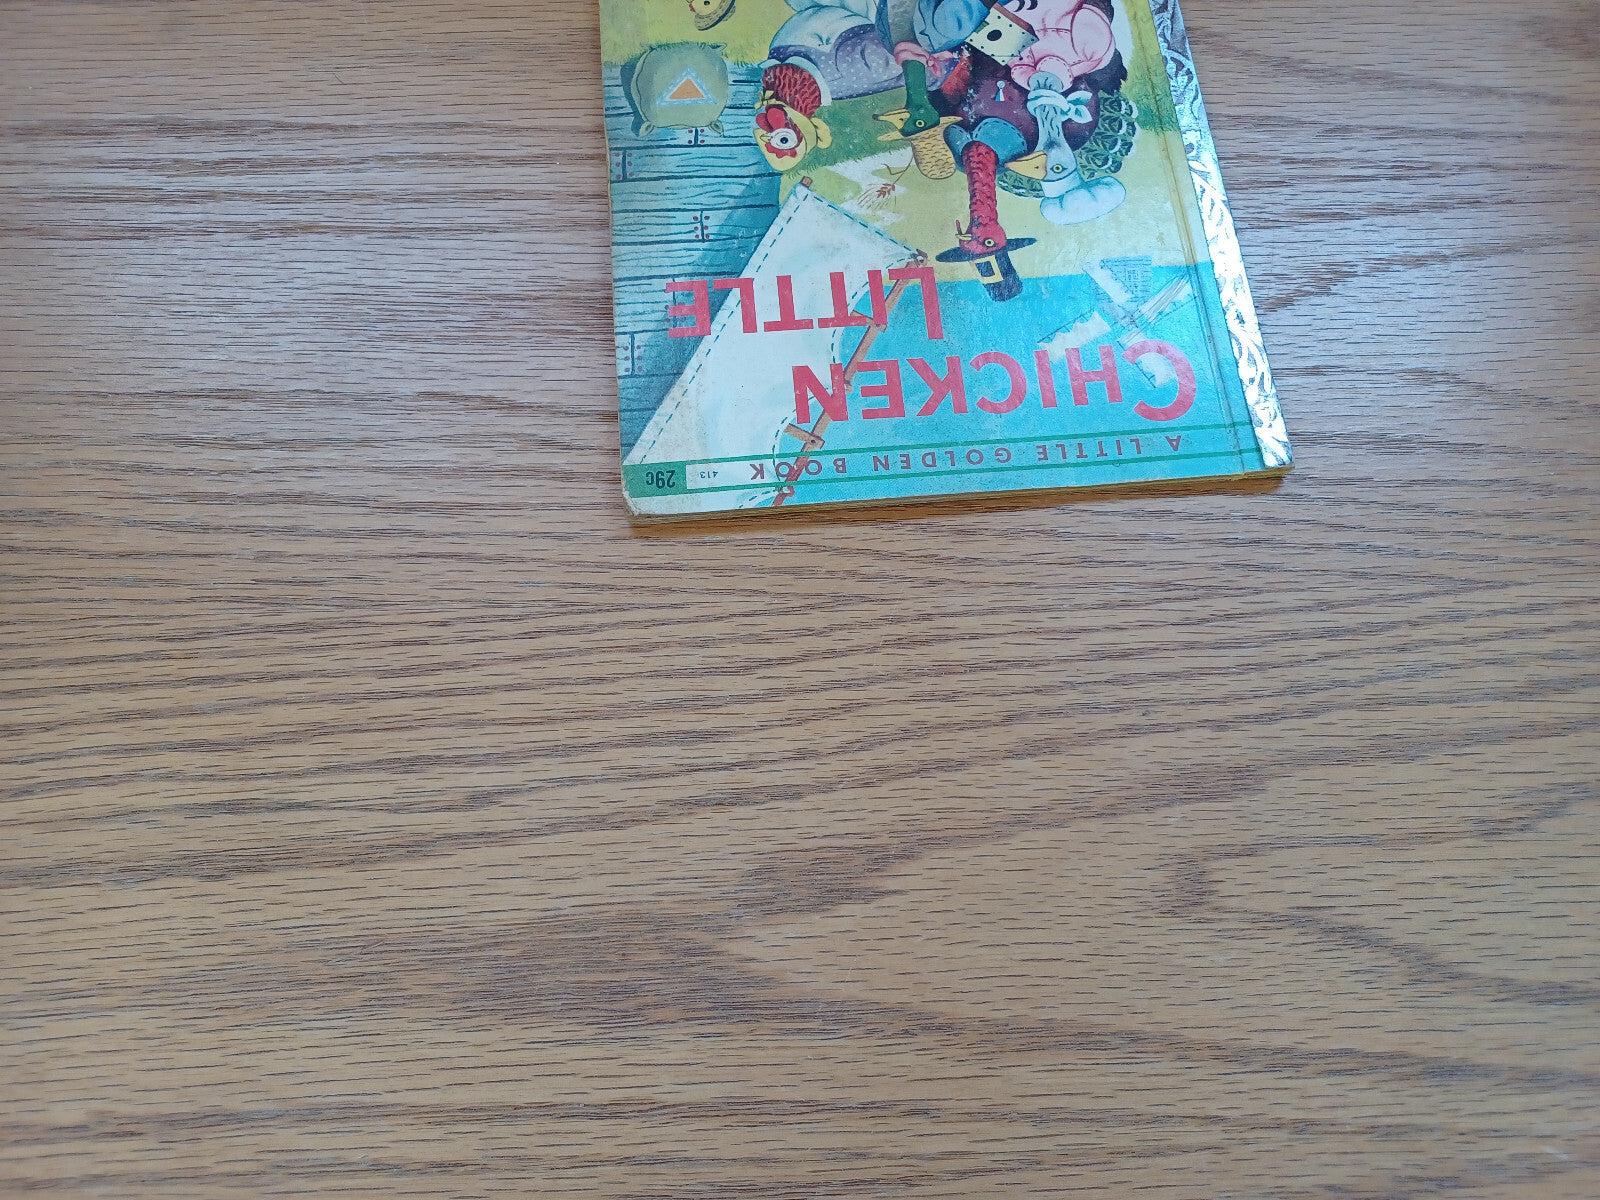 A LITTLE GOLDEN BOOK 413 29¢
CHICKEN
LITTLE